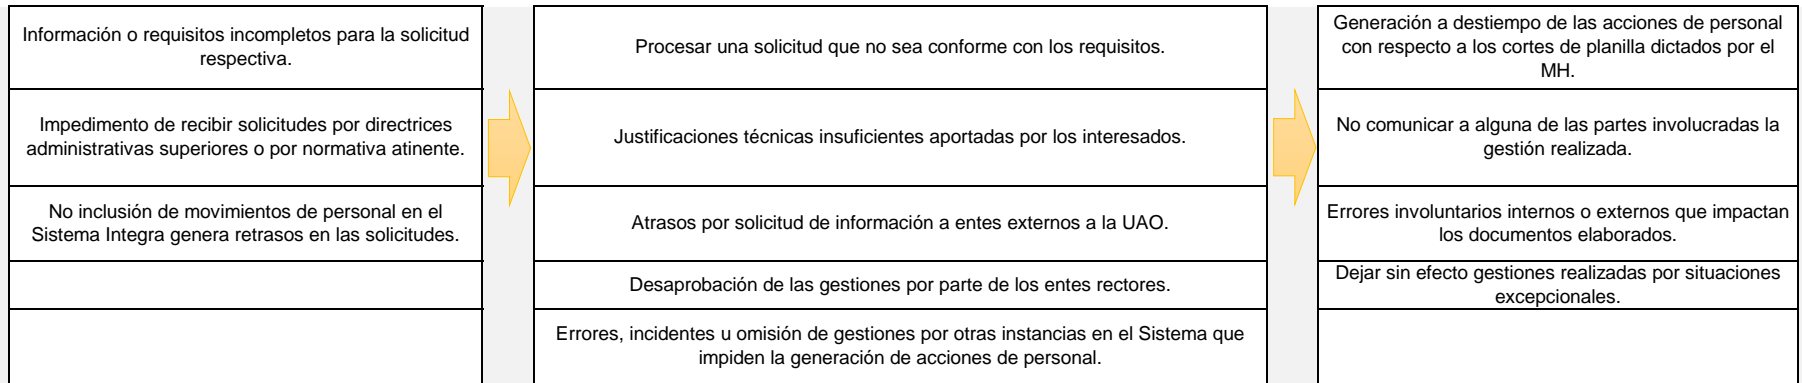 Información o requisitos incompletos para la solicitud
respectiva.
Impedimento de recibir solicitudes por directrices
administrativas superiores o por normativa atinente.
No inclusión de movimientos de personal en el
Sistema Integra genera retrasos en las solicitudes.
Procesar una solicitud que no sea conforme con los requisitos.
Justificaciones técnicas insuficientes aportadas por los interesados.
Atrasos por solicitud de información a entes externos a la UAO.
Desaprobación de las gestiones por parte de los entes rectores.
Errores, incidentes u omisión de gestiones por otras instancias en el Sistema que
impiden la generación de acciones de personal.
Generación a destiempo de las acciones de personal
con respecto a los cortes de planilla dictados por el
MH.
No comunicar a alguna de las partes involucradas la
gestión realizada.
Errores involuntarios internos o externos que impactan
los documentos elaborados.
Dejar sin efecto gestiones realizadas por situaciones
excepcionales.